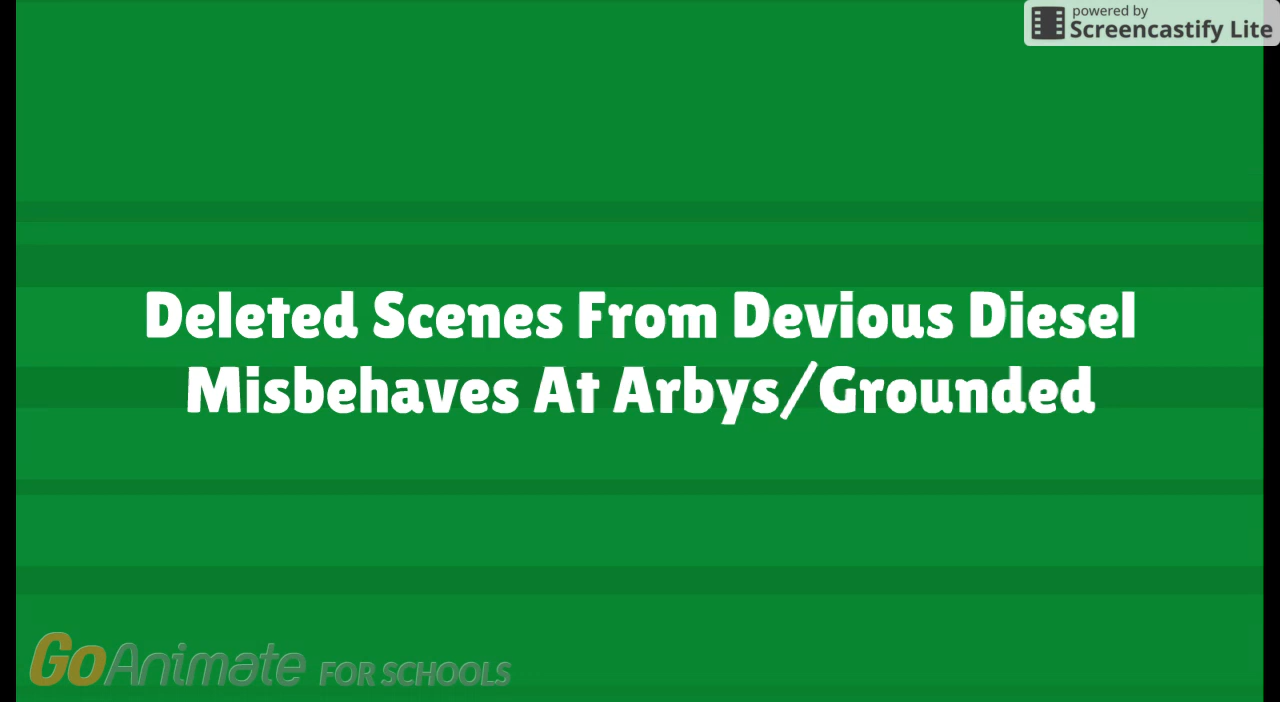 powered by
Screencastify Lite
Deleted Scenes From Devious Diesel
Misbehaves At Arbys/Grounded
GoAnimate FOR SCHOOLS